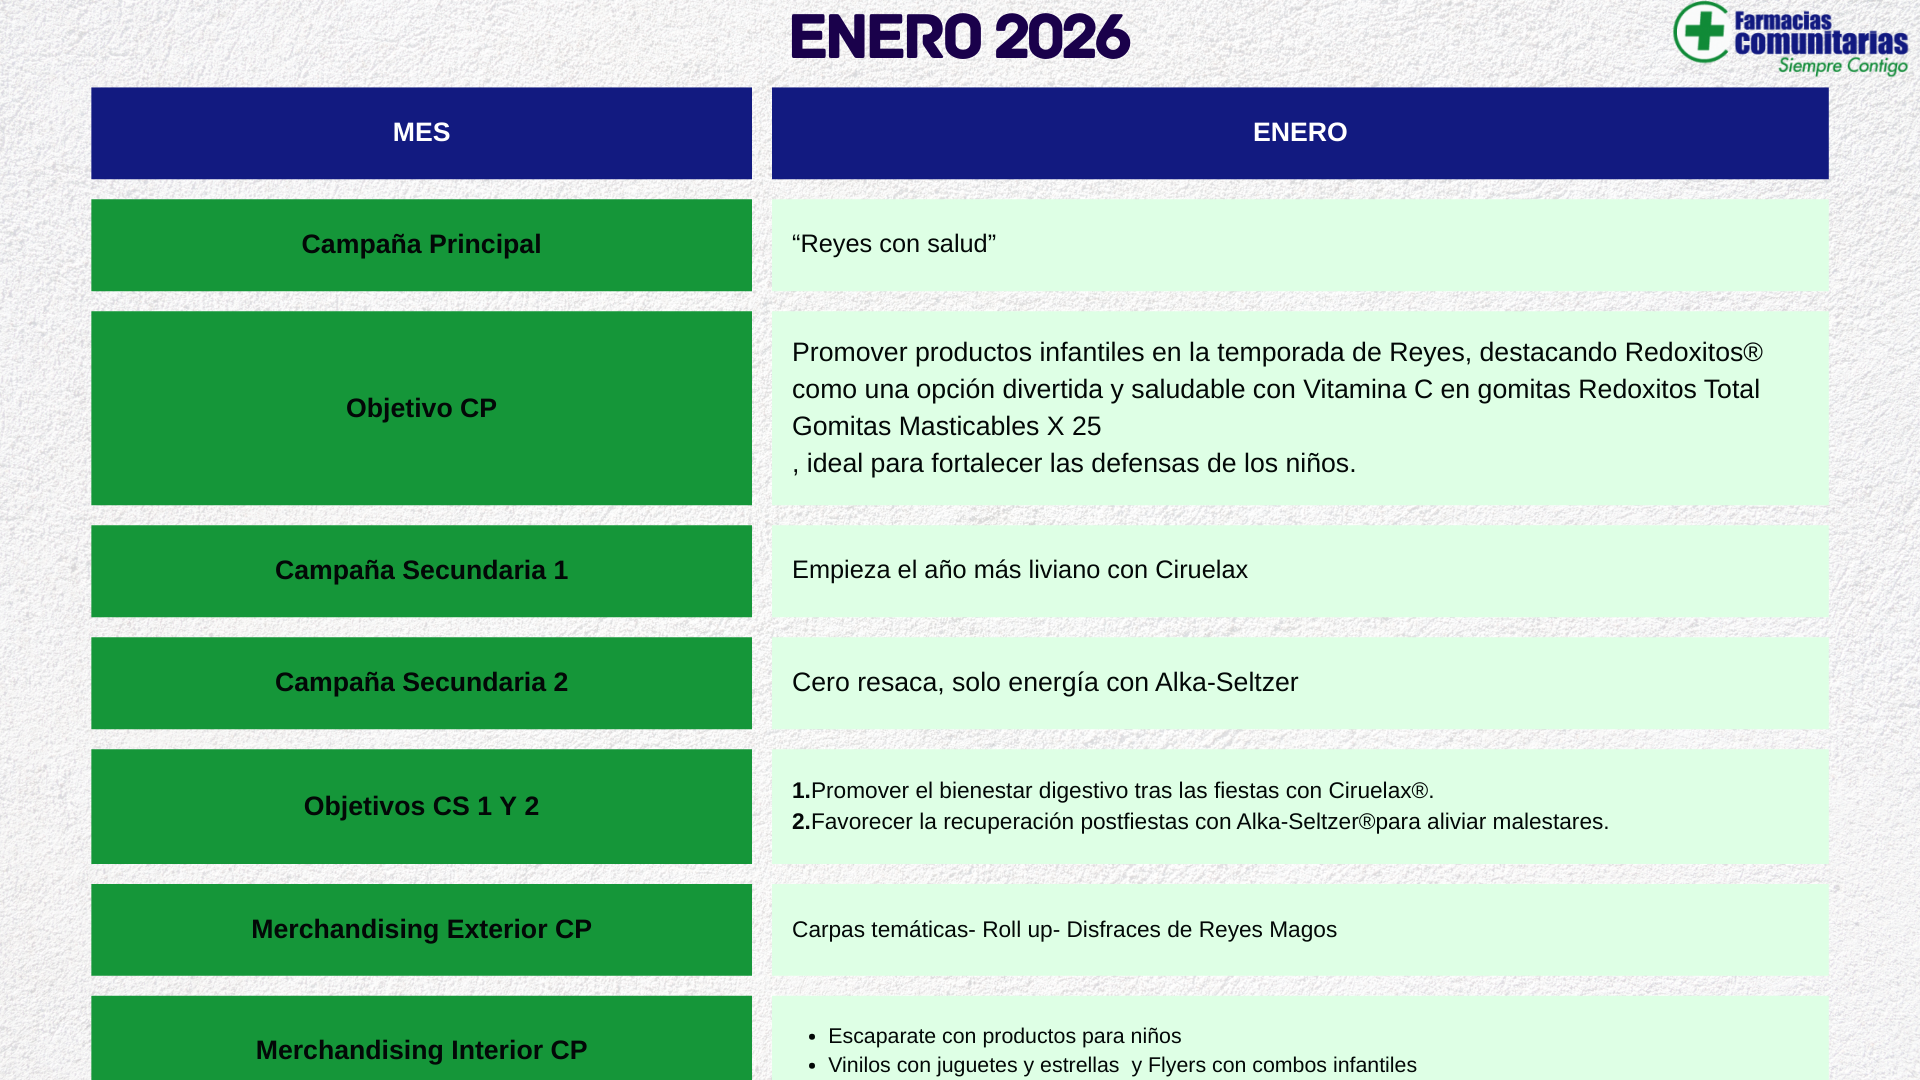 ENERO 2026
Farmacias
comunitarias
Siempre Contigo
MES
ENERO
Campaña Principal
“Reyes con salud”
Objetivo CP
Promover productos infantiles en la temporada de Reyes, destacando Redoxitos®
como una opción divertida y saludable con Vitamina C en gomitas Redoxitos Total
Gomitas Masticables X 25
, ideal para fortalecer las defensas de los niños.
Campaña Secundaria 1
Empieza el año más liviano con Ciruelax
Campaña Secundaria 2
Cero resaca, solo energía con Alka-Seltzer
Objetivos CS 1 Y 2
1.Promover el bienestar digestivo tras las fiestas con Ciruelax®.
2.Favorecer la recuperación postfiestas con Alka-Seltzer®para aliviar malestares.
Merchandising Exterior CP
Carpas temáticas- Roll up- Disfraces de Reyes Magos
Merchandising Interior CP
• Escaparate con productos para niños
• Vinilos con juguetes y estrellas  y Flyers con combos infantiles